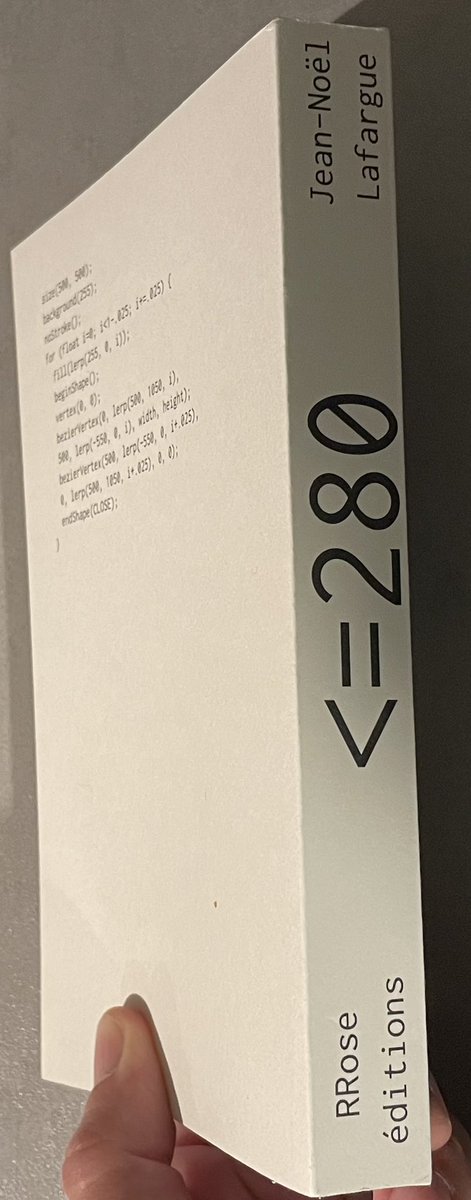 size(500, 500);
background(255);
noStroke();
for (float i=0; i<1-.025; i+=.025) {
fill(lerp(255, 0, i));
beginShape();
vertex(0, 0);
bezierVertex(0, lerp(500, 1050, i),
500, lerp(-550, 0, i), width, height);
bezierVertex(500, lerp(-550, 0, i+.025),
0, lerp(500, 1050, i+.025), 0, 0);
endShape(CLOSE);
}
Jean-Noël
Lafargue
<=280
RRose
éditions